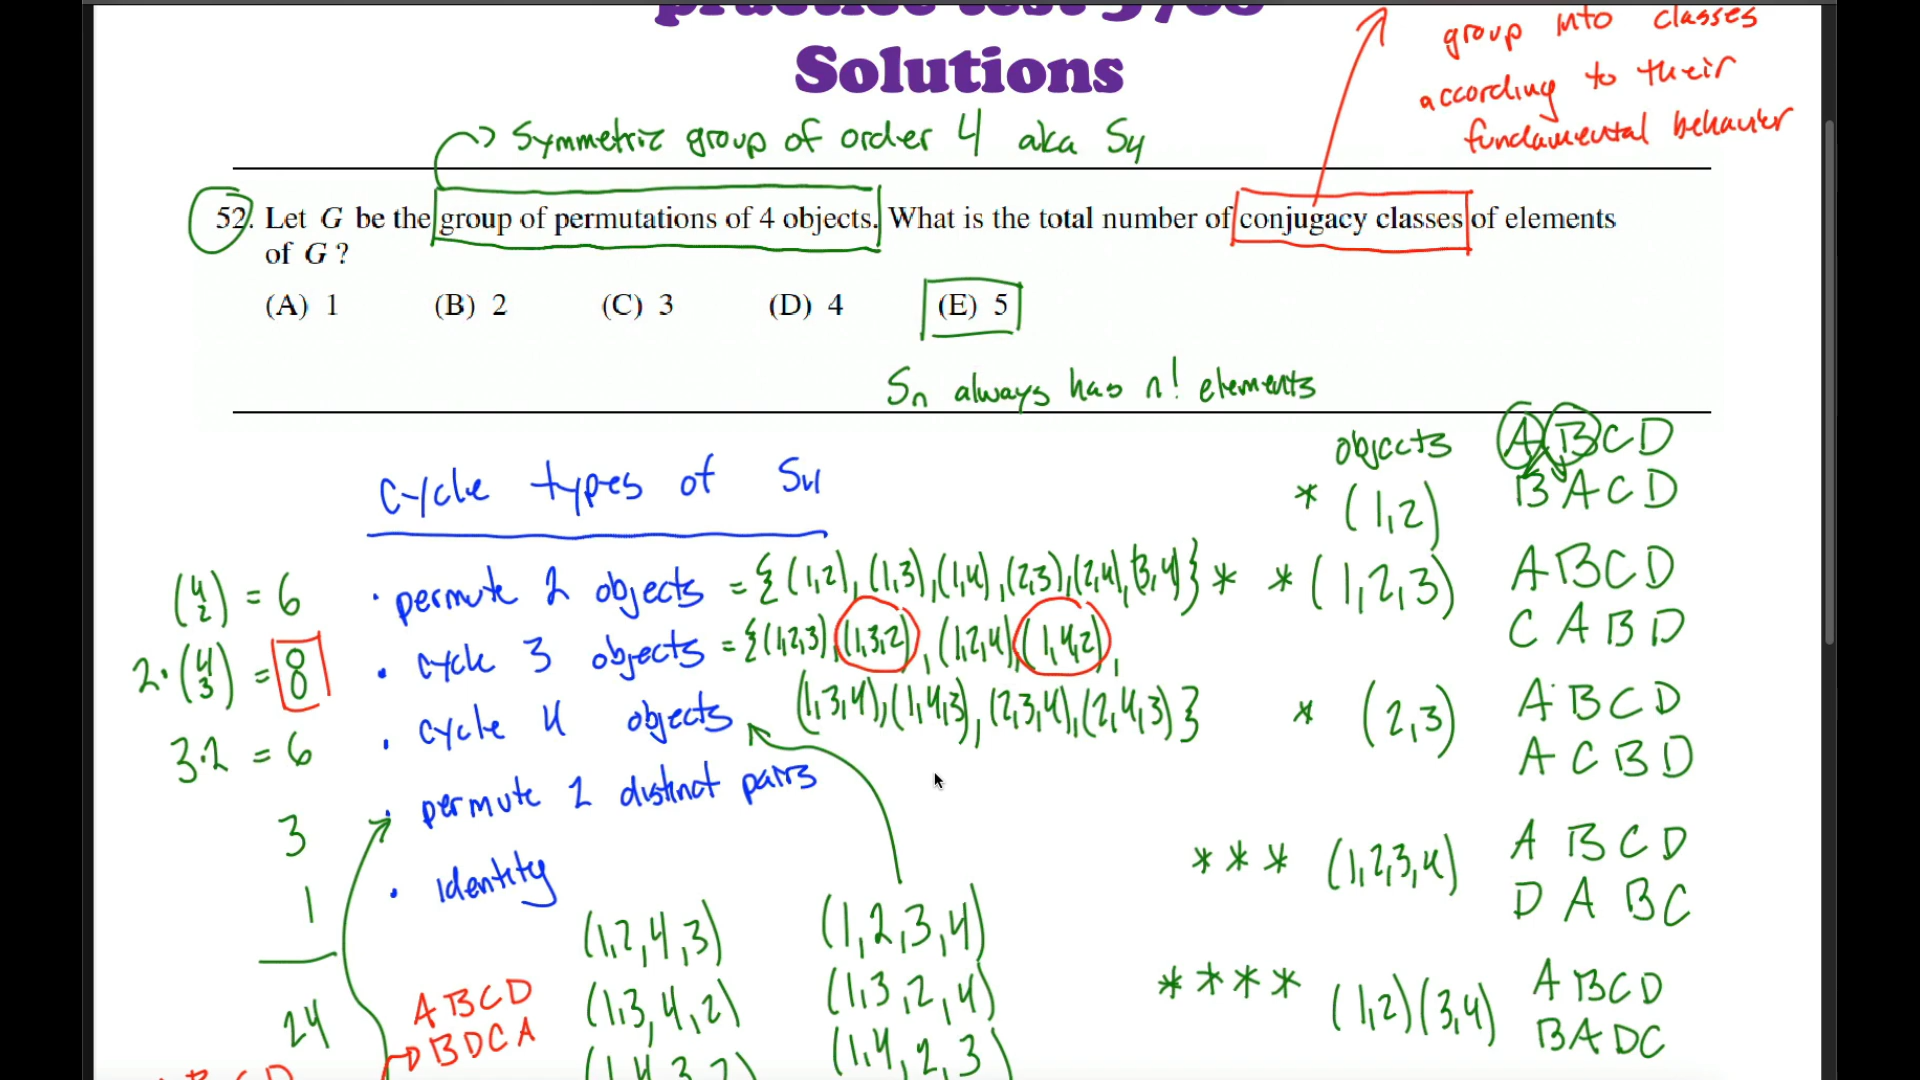 Solutions
group into classes
according to their
fundamental behavior
Symmetric group of order 4 aka S4
52. Let G be the group of permutations of 4 objects. What is the total number of conjugacy classes of elements
of G ?
(A) 1 (B) 2 (C) 3 (D) 4 (E) 5
Sn always has n! elements
Cycle types of S4
objects ABCD
* (1,2) BACD
(4 2) = 6 · permute 2 objects = {(1,2),(1,3),(1,4),(2,3),(2,4),(3,4)} *
* (1,2,3) ABCD
CABD
2·(4 3) = 8 · cycle 3 objects = {(1,2,3),(1,3,2),(1,2,4),(1,4,2),
(1,3,4),(1,4,3),(2,3,4),(2,4,3)}
* (2,3) ABCD
ACBD
3·2 = 6 · cycle 4 objects
3 · permute 2 distinct pairs
1 · identity
24
*** (1,2,3,4) ABCD
DABC
**** (1,2)(3,4) ABCD
BADC
ABCD
BDCA
(1,2,4,3) (1,2,3,4)
(1,3,4,2) (1,3,2,4)
(1,4,2,3)